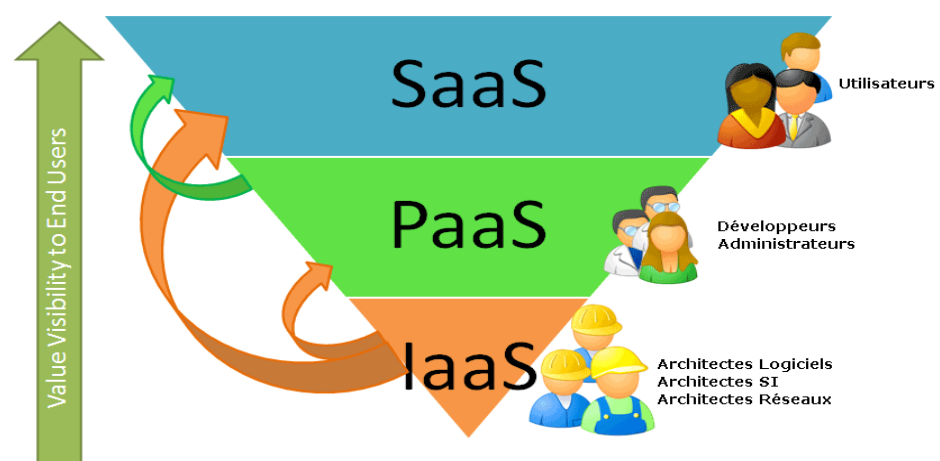 Value Visibility to End Users
SaaS
Utilisateurs
PaaS
Développeurs
Administrateurs
IaaS
Architectes Logiciels
Architectes SI
Architectes Réseaux